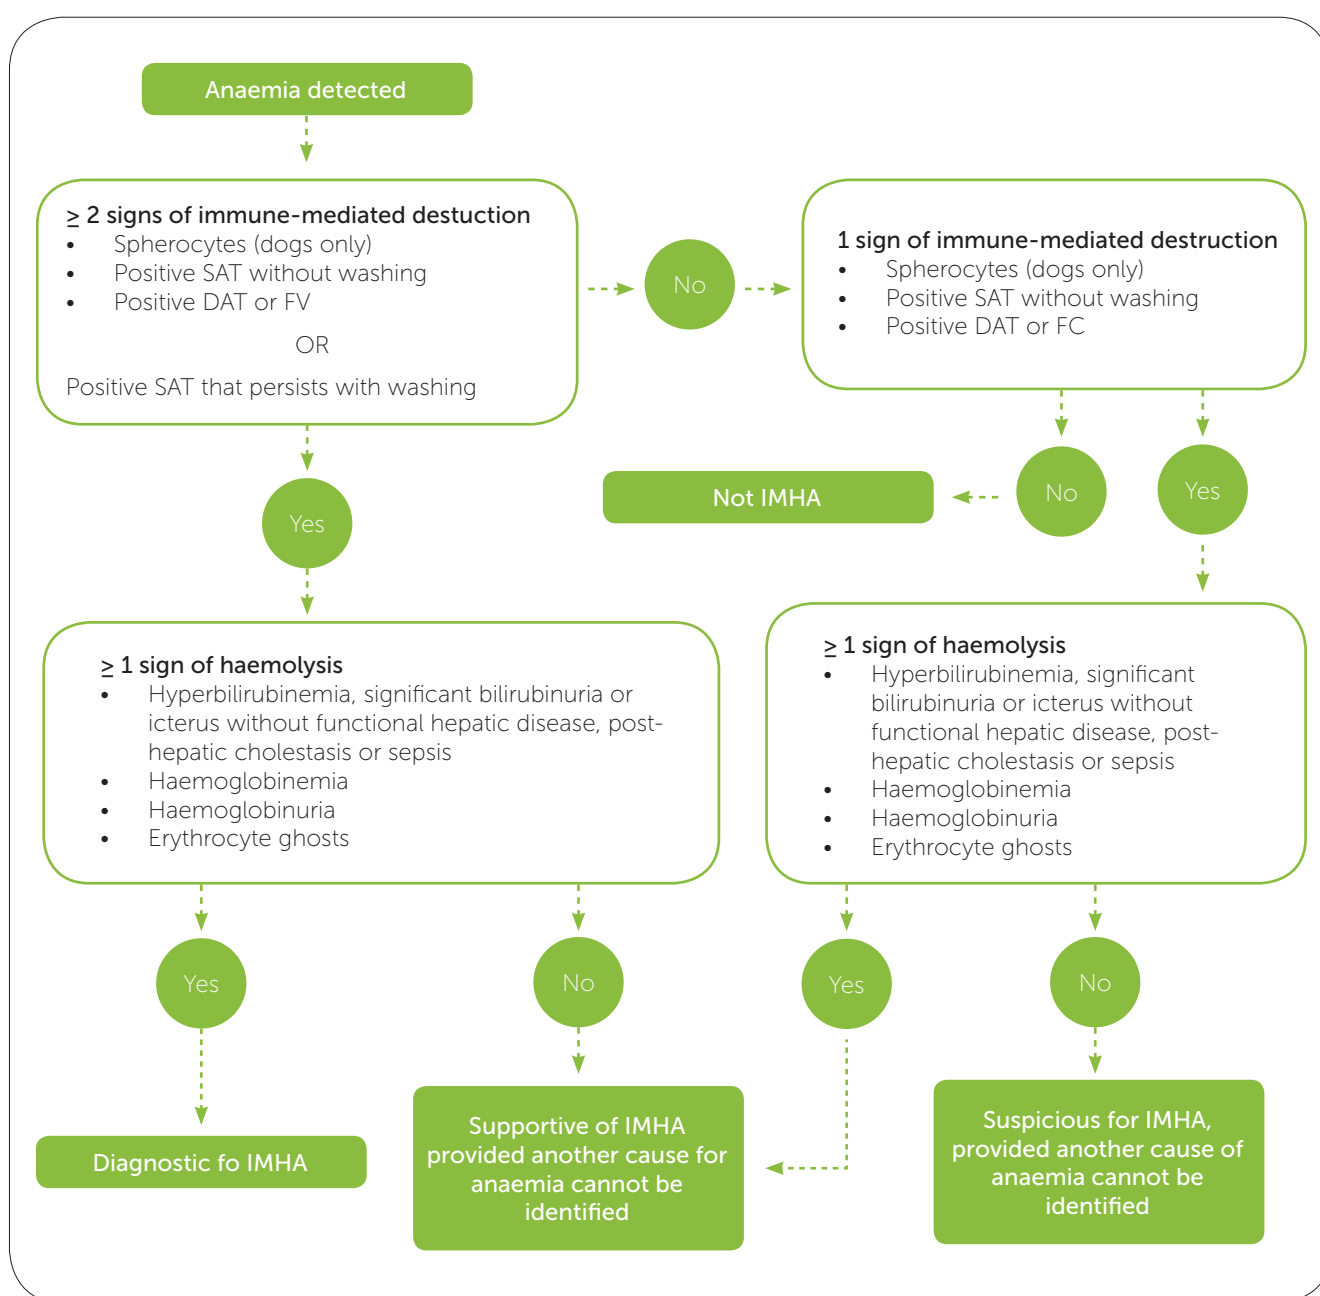 Anaemia detected
≥ 2 signs of immune-mediated destuction
• Spherocytes (dogs only)
• Positive SAT without washing
• Positive DAT or FV
OR
Positive SAT that persists with washing
No
1 sign of immune-mediated destruction
• Spherocytes (dogs only)
• Positive SAT without washing
• Positive DAT or FC
Yes
Not IMHA
No
Yes
≥ 1 sign of haemolysis
• Hyperbilirubinemia, significant bilirubinuria or
icterus without functional hepatic disease, post-
hepatic cholestasis or sepsis
• Haemoglobinemia
• Haemoglobinuria
• Erythrocyte ghosts
≥ 1 sign of haemolysis
• Hyperbilirubinemia, significant
bilirubinuria or icterus without
functional hepatic disease, post-
hepatic cholestasis or sepsis
• Haemoglobinemia
• Haemoglobinuria
• Erythrocyte ghosts
Yes
No
Yes
No
Diagnostic fo IMHA
Supportive of IMHA
provided another cause for
anaemia cannot be
identified
Suspicious for IMHA,
provided another cause of
anaemia cannot be
identified